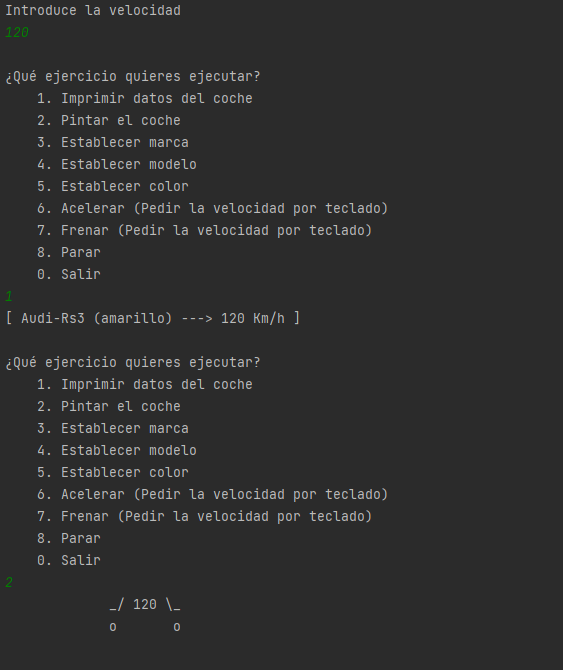 Introduce la velocidad
120
¿Qué ejercicio quieres ejecutar?
1. Imprimir datos del coche
2. Pintar el coche
3. Establecer marca
4. Establecer modelo
5. Establecer color
6. Acelerar (Pedir la velocidad por teclado)
7. Frenar (Pedir la velocidad por teclado)
8. Parar
0. Salir
1
[ Audi-Rs3 (amarillo) ---> 120 Km/h ]
¿Qué ejercicio quieres ejecutar?
1. Imprimir datos del coche
2. Pintar el coche
3. Establecer marca
4. Establecer modelo
5. Establecer color
6. Acelerar (Pedir la velocidad por teclado)
7. Frenar (Pedir la velocidad por teclado)
8. Parar
0. Salir
2
_/ 120 \_
o       o